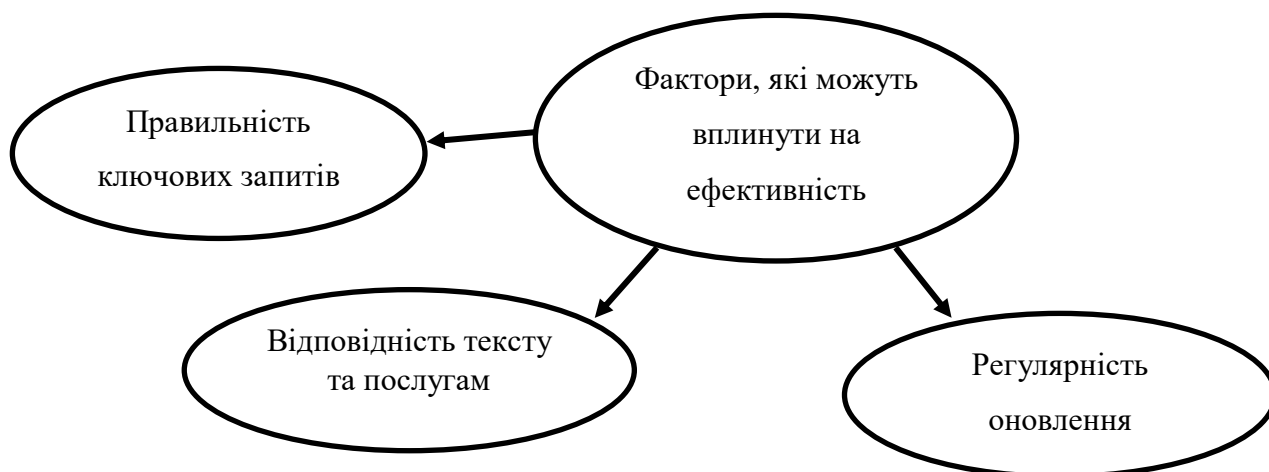 Фактори, які можуть
вплинути на
ефективність
Правильність
ключових запитів
Відповідність тексту
та послугам
Регулярність
оновлення